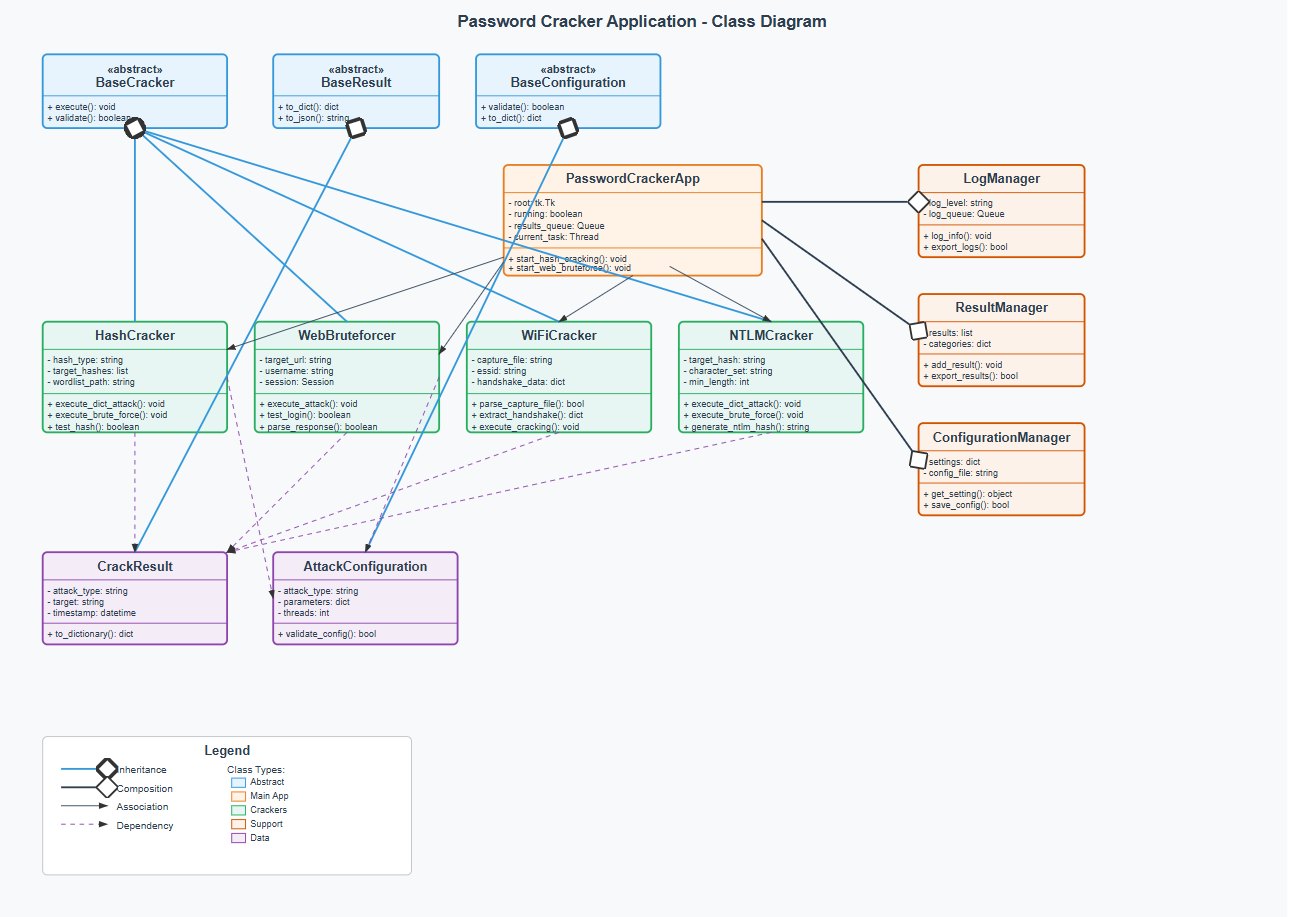 Password Cracker Application - Class Diagram
«abstract»
BaseCracker
+ execute(): void
+ validate(): boolean
«abstract»
BaseResult
+ to_dict(): dict
+ to_json(): string
«abstract»
BaseConfiguration
+ validate(): boolean
+ to_dict(): dict
PasswordCrackerApp
- root: tk.Tk
- running: boolean
- results_queue: Queue
- current_task: Thread
+ start_hash_cracking(): void
+ start_web_bruteforce(): void
LogManager
log_level: string
- log_queue: Queue
+ log_info(): void
+ export_logs(): bool
ResultManager
results: list
- categories: dict
+ add_result(): void
+ export_results(): bool
ConfigurationManager
settings: dict
- config_file: string
+ get_setting(): object
+ save_config(): bool
HashCracker
- hash_type: string
- target_hashes: list
- wordlist_path: string
+ execute_dict_attack(): void
+ execute_brute_force(): void
+ test_hash(): boolean
WebBruteforcer
- target_url: string
- username: string
- session: Session
+ execute_attack(): void
+ test_login(): boolean
+ parse_response(): boolean
WiFiCracker
- capture_file: string
- essid: string
- handshake_data: dict
+ parse_capture_file(): bool
+ extract_handshake(): dict
+ execute_cracking(): void
NTLMCracker
- target_hash: string
- character_set: string
- min_length: int
+ execute_dict_attack(): void
+ execute_brute_force(): void
+ generate_ntlm_hash(): string
CrackResult
- attack_type: string
- target: string
- timestamp: datetime
+ to_dictionary(): dict
AttackConfiguration
- attack_type: string
- parameters: dict
- threads: int
+ validate_config(): bool
Legend
Inheritance
Composition
Association
Dependency
Class Types:
Abstract
Main App
Crackers
Support
Data